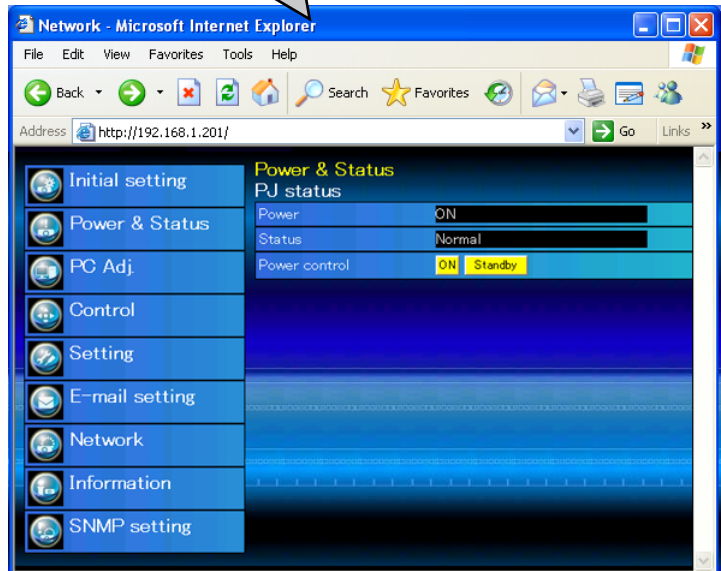 Network - Microsoft Internet Explorer
File Edit View Favorites Tools Help
Back Search Favorites
Address http://192.168.1.201/ Go Links »
Initial setting
Power & Status
PC Adj.
Control
Setting
E-mail setting
Network
Information
SNMP setting
Power & Status
PJ status
Power ON
Status Normal
Power control ON Standby